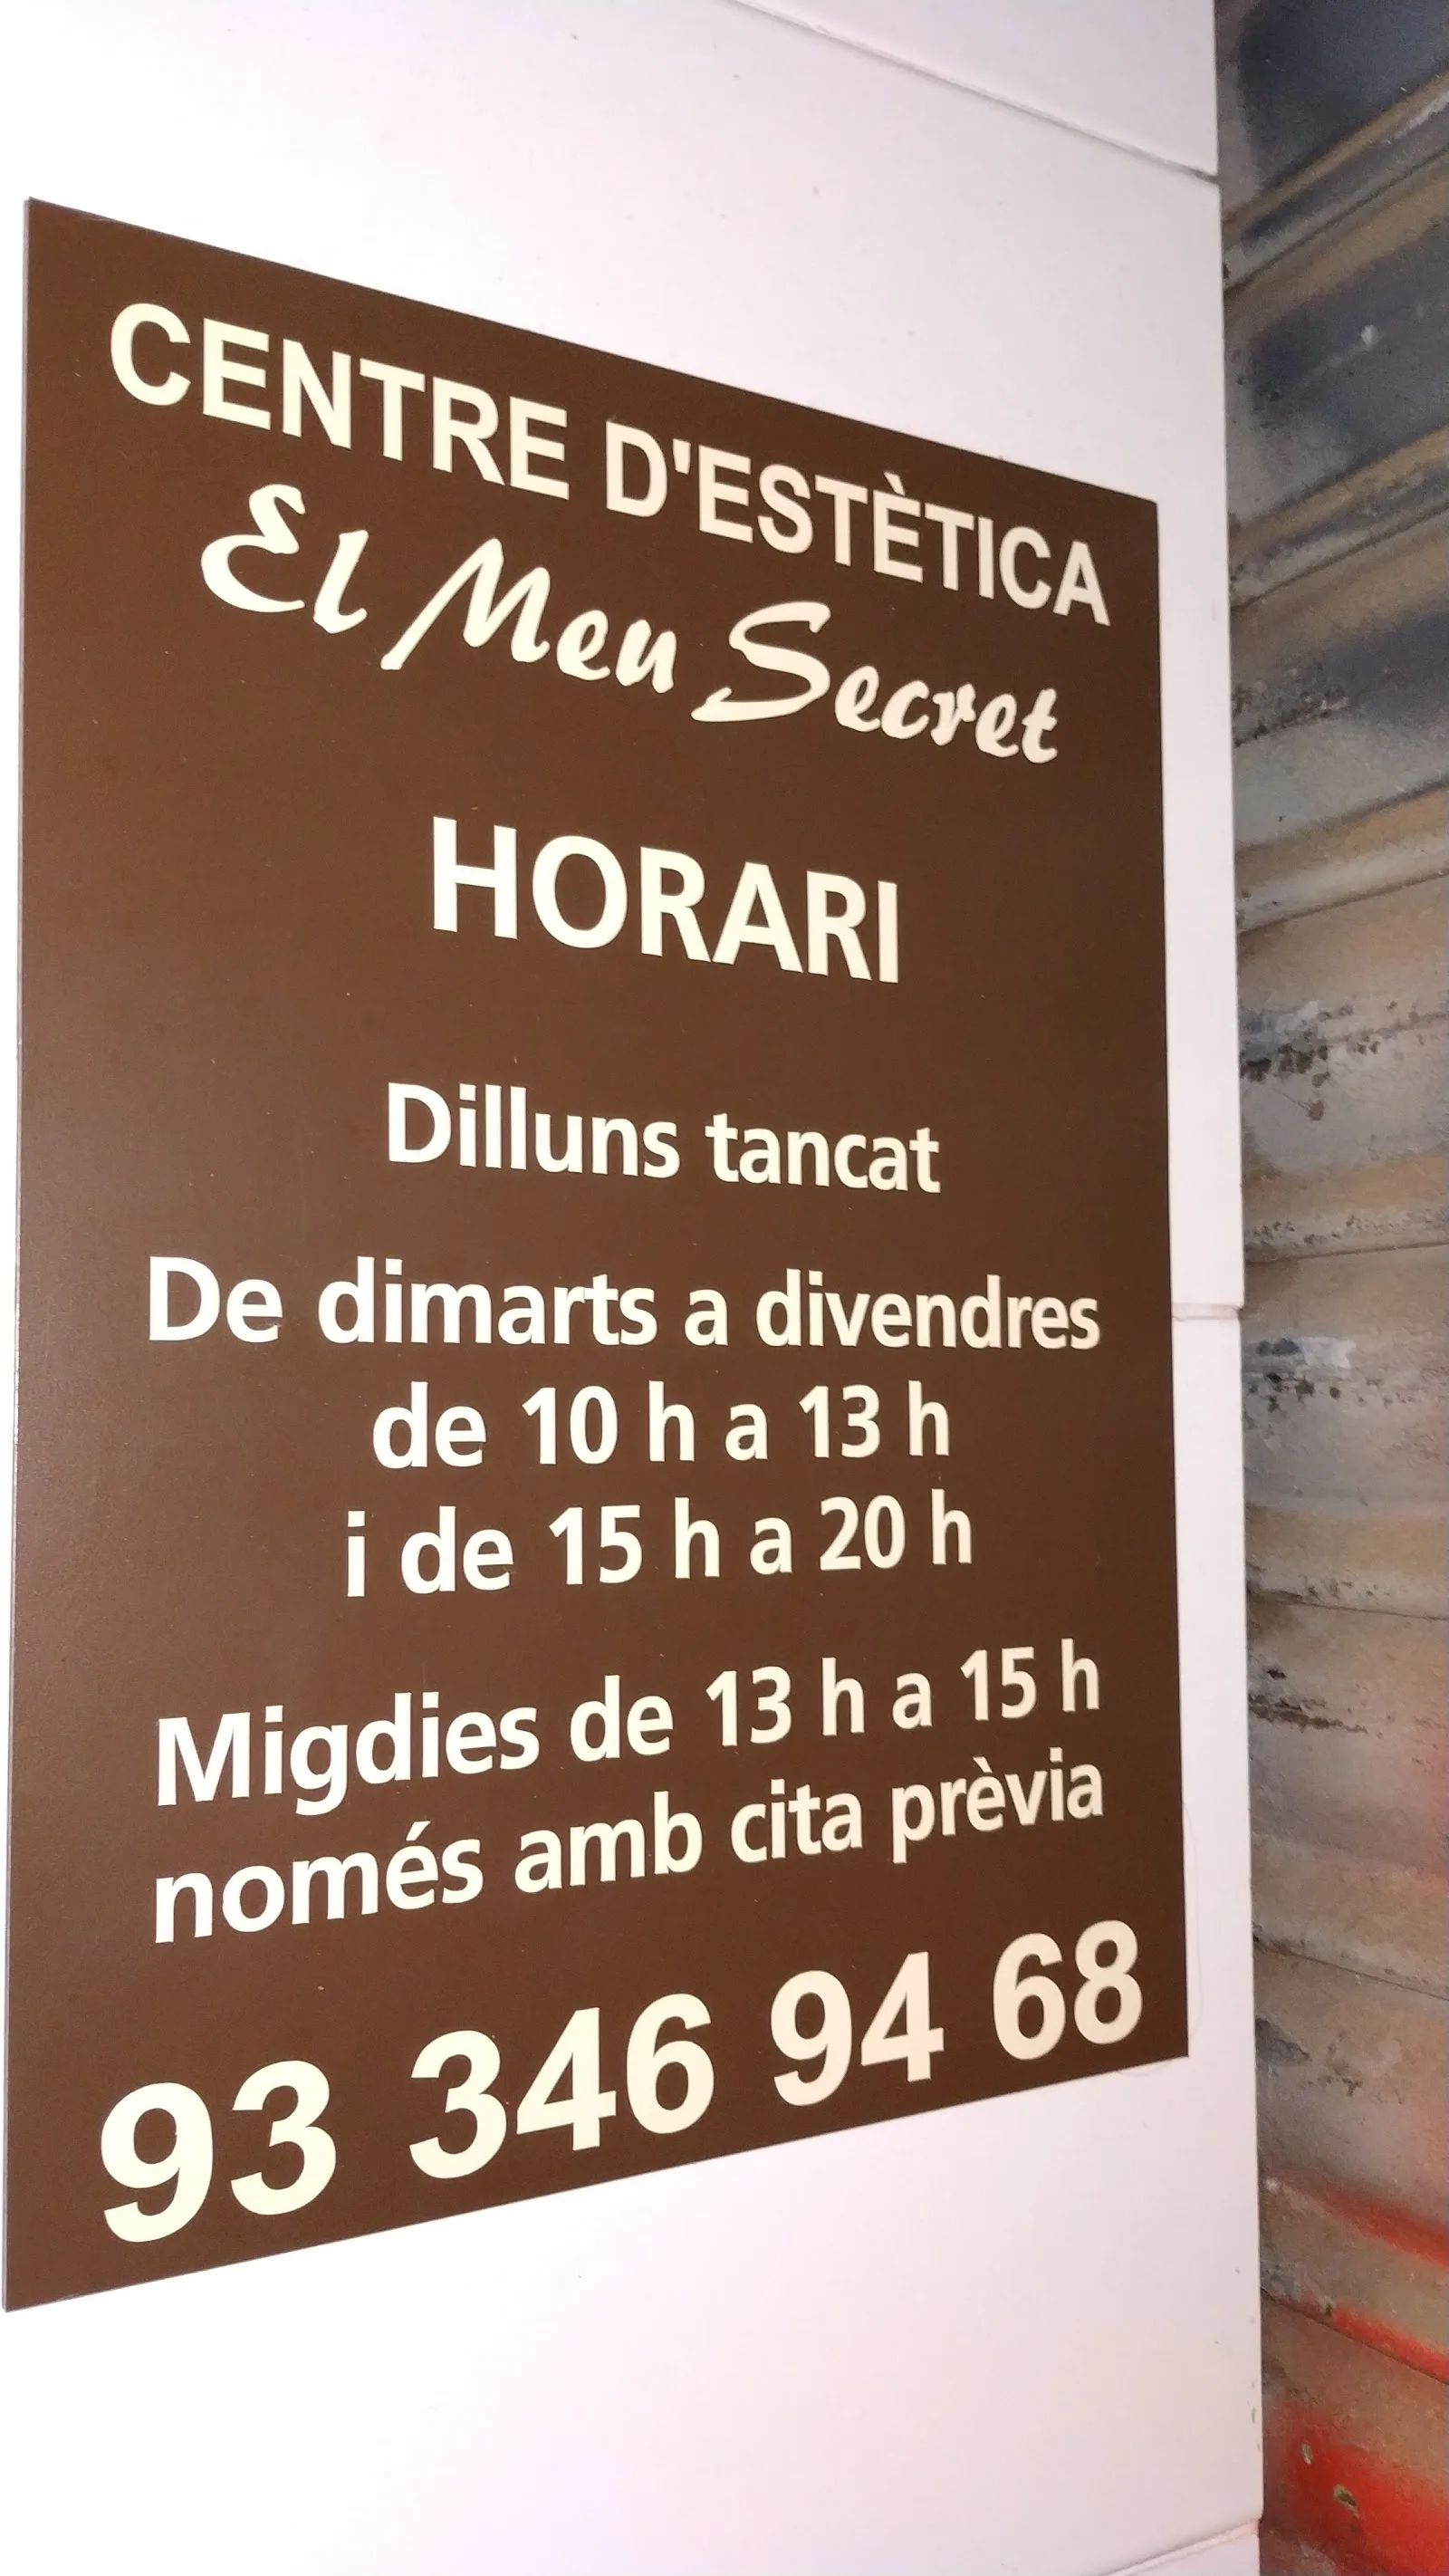 CENTRE D'ESTÈTICA
El Meu Secret
HORARI
Dilluns tancat
De dimarts a divendres
de 10 h a 13 h
i de 15 h a 20 h
Migdies de 13 h a 15 h
només amb cita prèvia
93 346 94 68